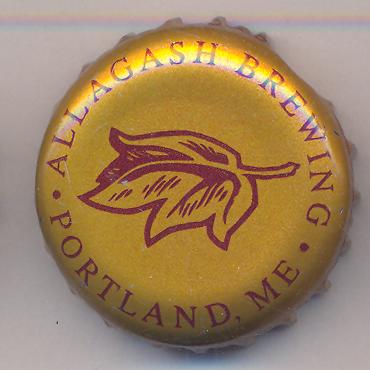 ALLAGASH BREWING
• PORTLAND, ME •